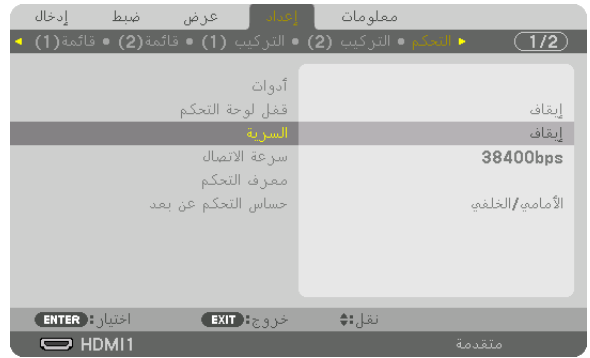 إدخال ضبط عرض إعداد معلومات
قائمة(1) • قائمة(2) • التركيب (1) • التركيب (2) • التحكم 1/2
أدوات
قفل لوحة التحكم إيقاف
السرية إيقاف
سرعة الاتصال 38400bps
معرف التحكم
حساس التحكم عن بعد الأمامي/الخلفي
ENTER :اختيار EXIT :خروج نقل:
HDMI1 متقدمة